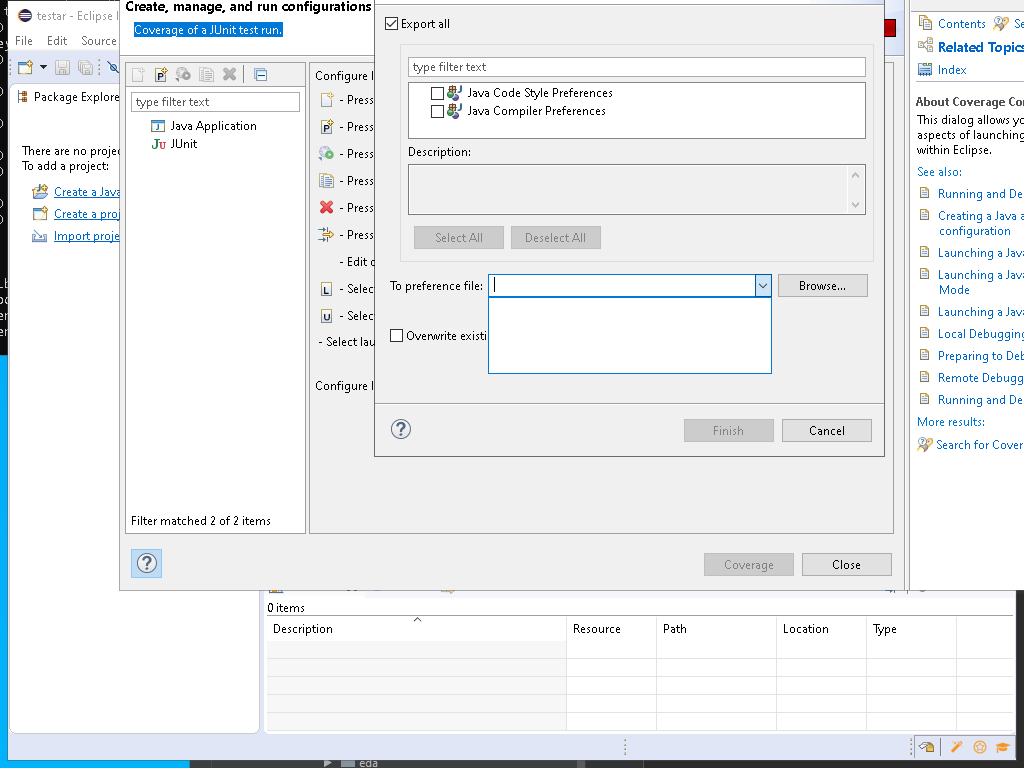 testar - Eclipse I
File Edit Source
Package Explore
There are no proje
To add a project:
Create a Java
Create a proj
Import proje
Create, manage, and run configurations
Coverage of a JUnit test run.
type filter text
Java Application
JUnit
Filter matched 2 of 2 items
Configure l
- Press
- Press
- Press
- Press
- Press
- Press
- Edit c
- Selec
- Selec
- Select lau
Configure l
Export all
type filter text
Java Code Style Preferences
Java Compiler Preferences
Description:
Select All Deselect All
To preference file: Browse...
Overwrite existi
Finish Cancel
Coverage Close
Contents Se
Related Topics
Index
About Coverage Co
This dialog allows yo
aspects of launching
within Eclipse.
See also:
Running and De
Creating a Java a
configuration
Launching a Java
Launching a Java
Mode
Launching a Java
Local Debugging
Preparing to Deb
Remote Debugg
Running and De
More results:
Search for Cover
0 items
Description Resource Path Location Type
eda